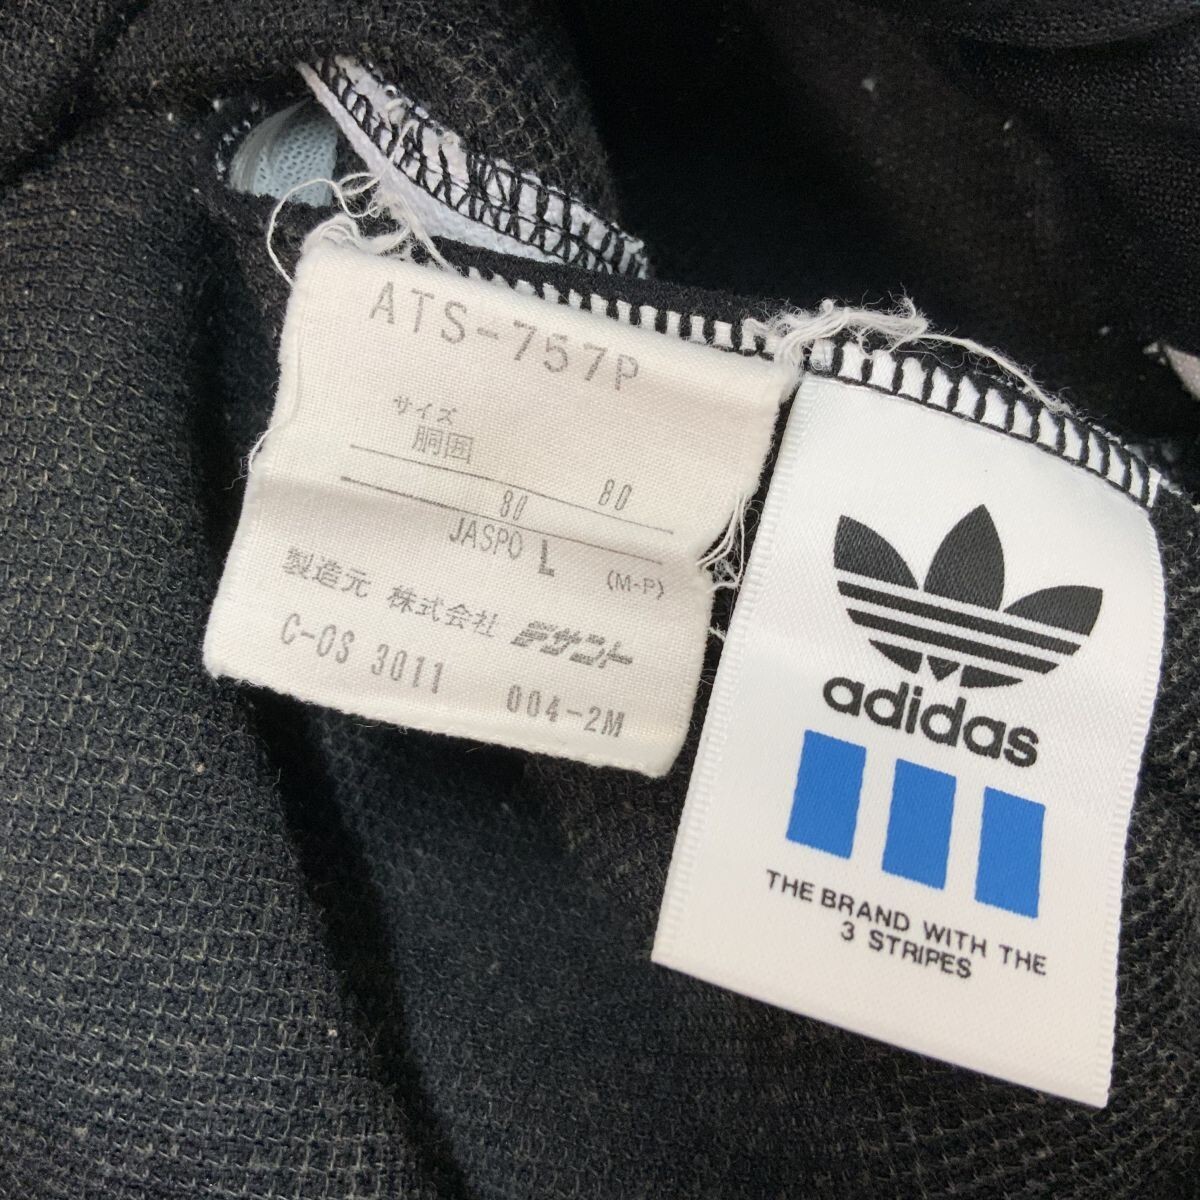 ATS-757P
サイズ
胴囲
80 80
JASPO L (M-P)
製造元 株式会社 デサント
C-OS 3011 004-2M
adidas
THE BRAND WITH THE
3 STRIPES